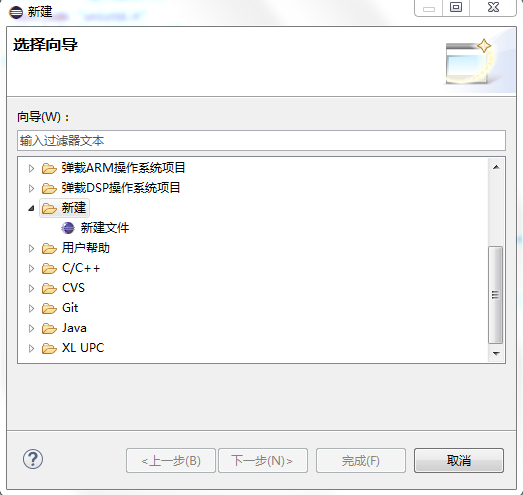 新建
选择向导
向导(W)：
输入过滤器文本
弹载ARM操作系统项目
弹载DSP操作系统项目
新建
新建文件
用户帮助
C/C++
CVS
Git
Java
XL UPC
?
<上一步(B)
下一步(N)>
完成(F)
取消